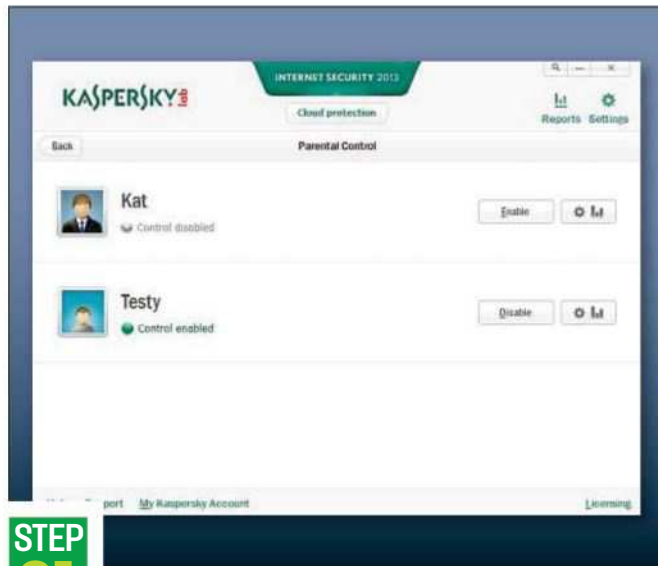 INTERNET SECURITY 2013
KASPERSKY lab
Cloud protection
Reports Settings
Back
Parental Control
Kat
Enable
Control disabled
Testy
Disable
Control enabled
My Kaspersky Account
Licensing
STEP